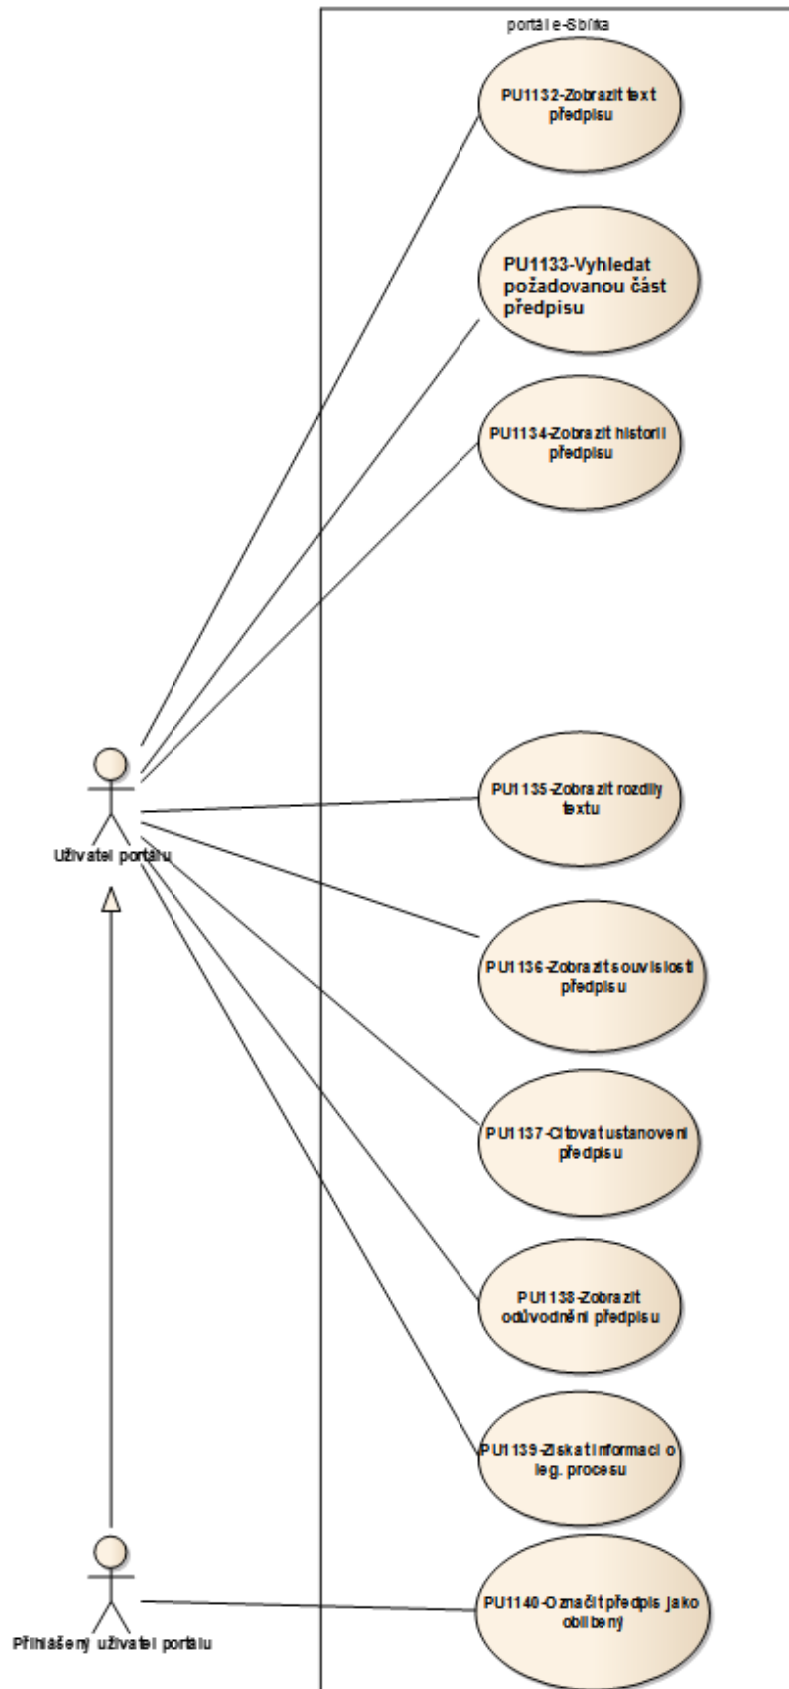 portál e-Sbírka
PU1132-Zobrazit text
předpisu
PU1133-Vyhledat
požadovanou část
předpisu
PU1134-Zobrazit historii
předpisu
PU1135-Zobrazit rozdíly
textu
Uživatel portálu
PU1136-Zobrazit souvislosti
předpisu
PU1137-Citovat ustanovení
předpisu
PU1138-Zobrazit
odůvodnění předpisu
PU1139-Získat informaci o
leg. procesu
PU1140-Označit předpis jako
oblíbený
Přihlášený uživatel portálu